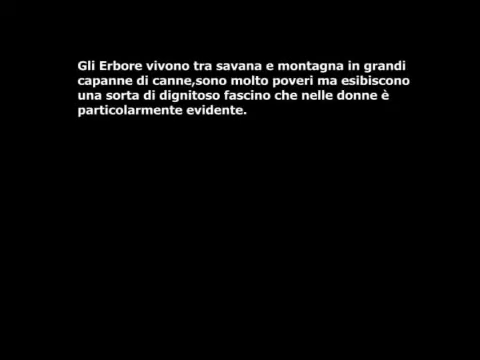 Gli Erbore vivono tra savana e montagna in grandi
capanne di canne,sono molto poveri ma esibiscono
una sorta di dignitoso fascino che nelle donne è
particolarmente evidente.